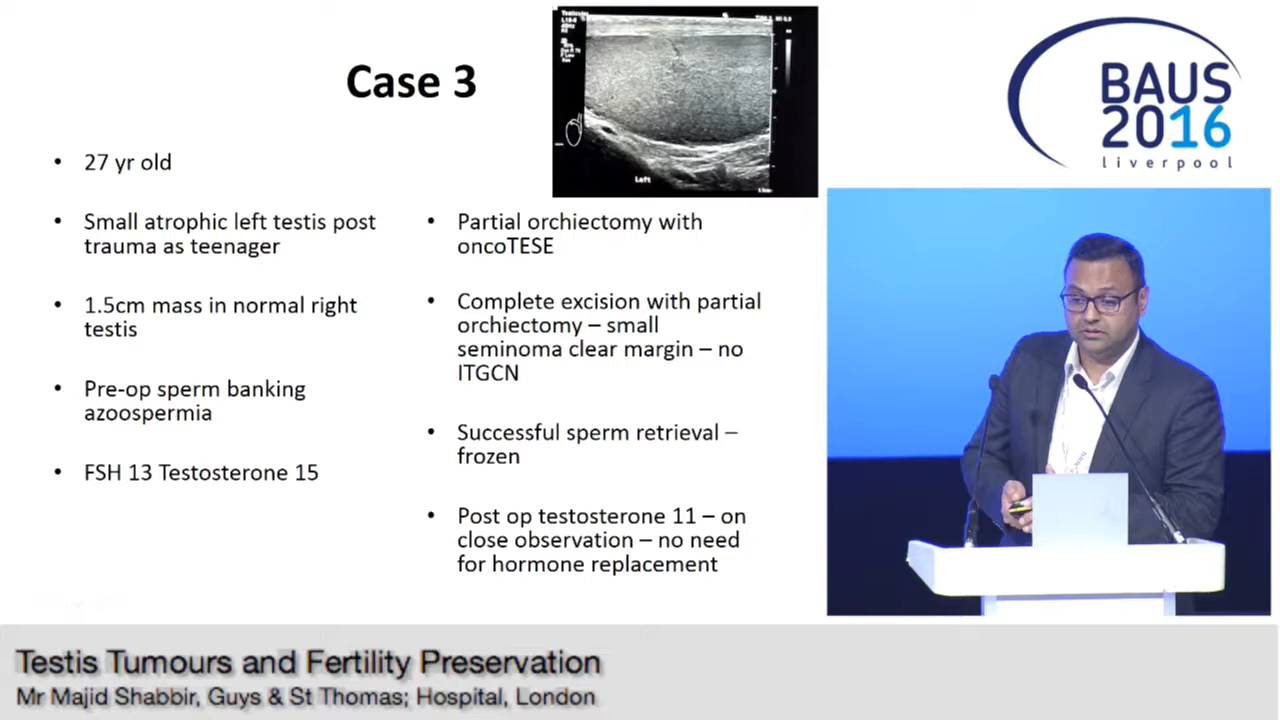 Case 3
• 27 yr old
• Small atrophic left testis post
trauma as teenager
• 1.5cm mass in normal right
testis
• Pre-op sperm banking
azoospermia
• FSH 13 Testosterone 15
Left
• Partial orchiectomy with
oncoTESE
• Complete excision with partial
orchiectomy – small
seminoma clear margin – no
ITGCN
• Successful sperm retrieval –
frozen
• Post op testosterone 11 – on
close observation – no need
for hormone replacement
BAUS
2016
liverpool
Testis Tumours and Fertility Preservation
Mr Majid Shabbir, Guys & St Thomas; Hospital, London